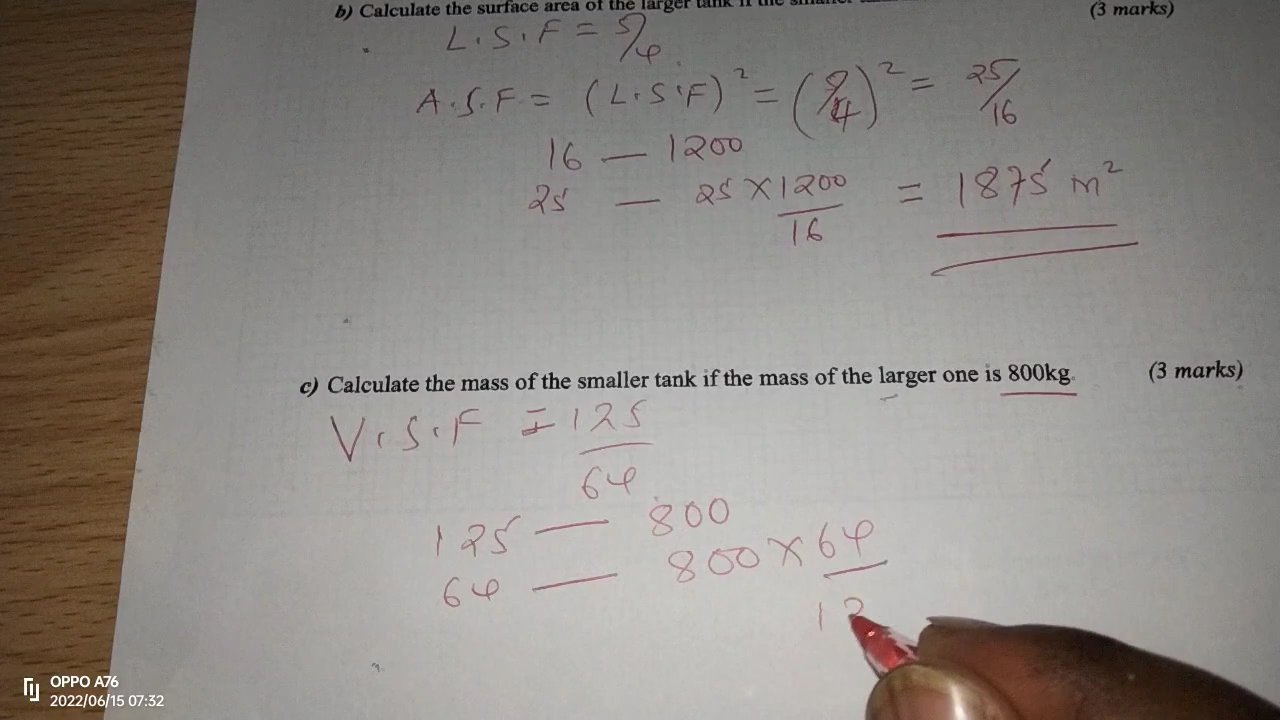 b) Calculate the surface area of the larger tank if the smaller
(3 marks)
L.S.F = 5/4
A.S.F = (L.S.F)² = (5/4)² = 25/16
16 — 1200
25 — 25 × 1200/16 = 1875 m²
c) Calculate the mass of the smaller tank if the mass of the larger one is 800kg. (3 marks)
V.S.F = 125/64
125 — 800
64 — 800 × 64
12
OPPO A76
2022/06/15 07:32